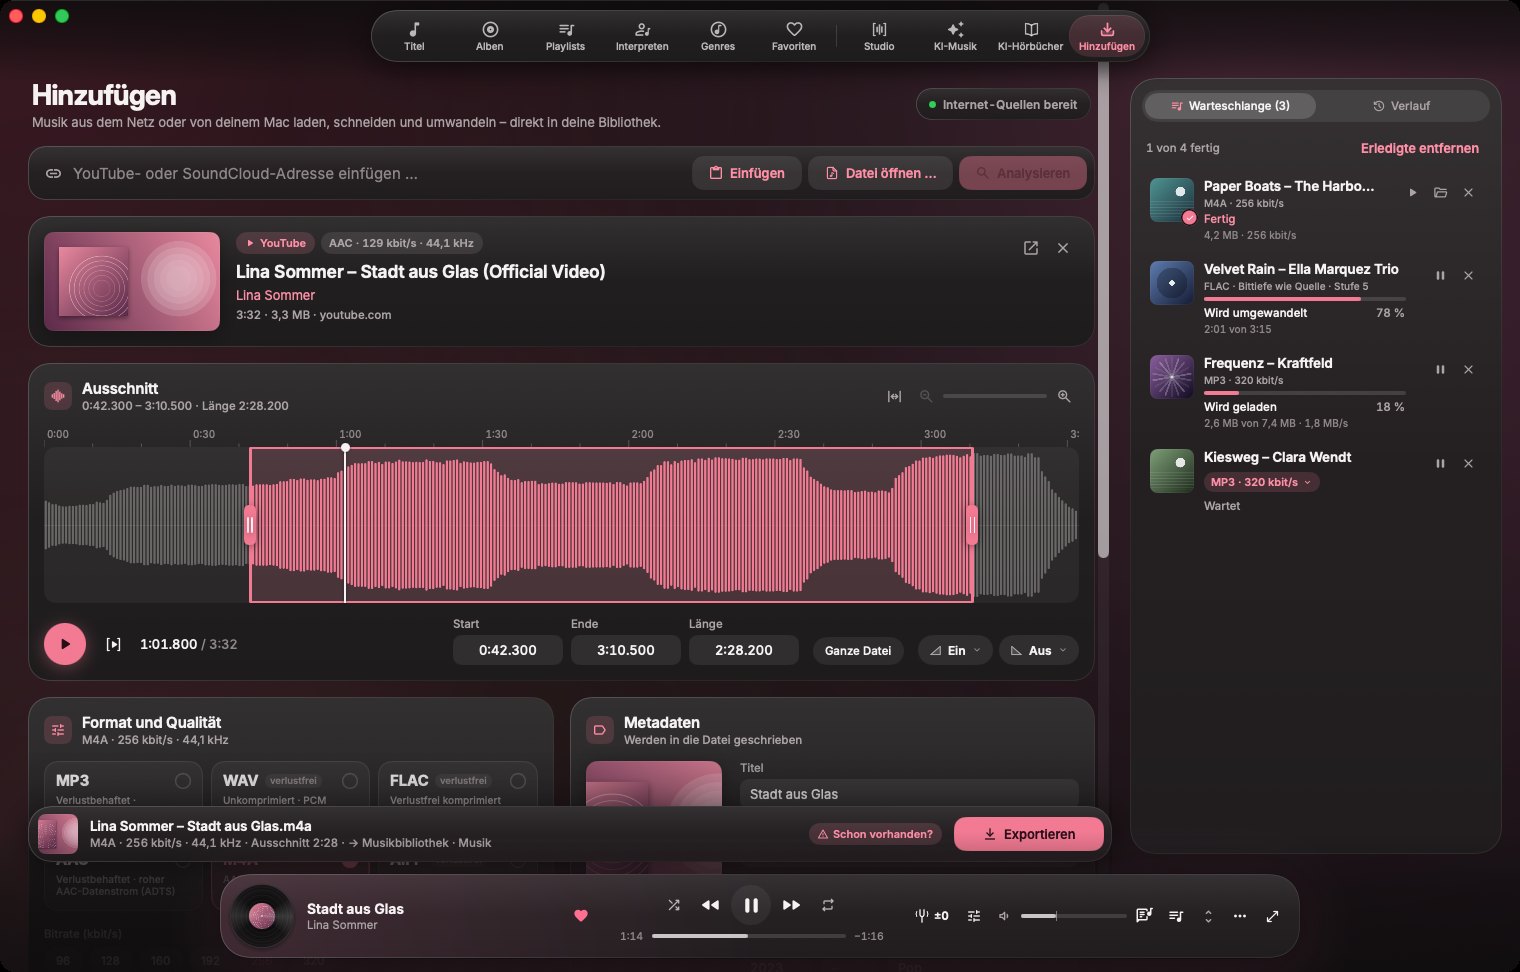 Titel
Alben
Playlists
Interpreten
Genres
Favoriten
Studio
KI-Musik
KI-Hörbücher
Hinzufügen
Hinzufügen
Musik aus dem Netz oder von deinem Mac laden, schneiden und umwandeln – direkt in deine Bibliothek.
Internet-Quellen bereit
YouTube- oder SoundCloud-Adresse einfügen ...
Einfügen
Datei öffnen ...
Analysieren
YouTube
AAC · 129 kbit/s · 44,1 kHz
Lina Sommer – Stadt aus Glas (Official Video)
Lina Sommer
3:32 · 3,3 MB · youtube.com
Ausschnitt
0:42.300 – 3:10.500 · Länge 2:28.200
0:00 0:30 1:00 1:30 2:00 2:30 3:00 3:
1:01.800 / 3:32
Start
0:42.300
Ende
3:10.500
Länge
2:28.200
Ganze Datei
Ein
Aus
Format und Qualität
M4A · 256 kbit/s · 44,1 kHz
MP3
Verlustbehaftet ·
WAV verlustfrei
Unkomprimiert · PCM
FLAC verlustfrei
Verlustfrei komprimiert
Metadaten
Werden in die Datei geschrieben
Titel
Stadt aus Glas
Lina Sommer – Stadt aus Glas.m4a
M4A · 256 kbit/s · 44,1 kHz · Ausschnitt 2:28 · → Musikbibliothek · Musik
Schon vorhanden?
Exportieren
Verlustbehaftet · roher
AAC-Datenstrom (ADTS)
Bitrate (kbit/s)
96 128 160 192 256 320
Stadt aus Glas
Lina Sommer
1:14
−1:16
±0
Warteschlange (3)
Verlauf
1 von 4 fertig
Erledigte entfernen
Paper Boats – The Harbo...
M4A · 256 kbit/s
Fertig
4,2 MB · 256 kbit/s
Velvet Rain – Ella Marquez Trio
FLAC · Bittiefe wie Quelle · Stufe 5
Wird umgewandelt 78 %
2:01 von 3:15
Frequenz – Kraftfeld
MP3 · 320 kbit/s
Wird geladen 18 %
2,6 MB von 7,4 MB · 1,8 MB/s
Kiesweg – Clara Wendt
MP3 · 320 kbit/s
Wartet